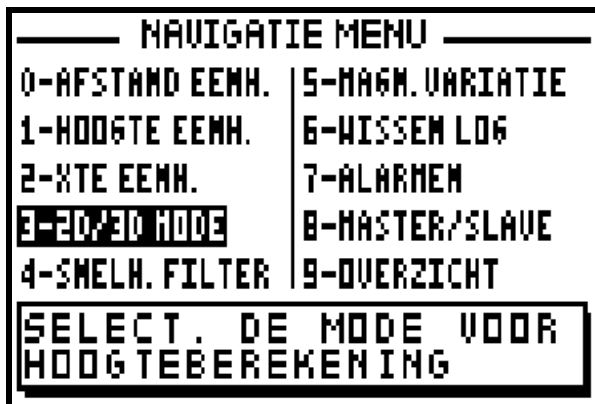 NAVIGATIE MENU
0-AFSTAND EENH.
1-HOOGTE EENH.
2-XTE EENH.
3-2D/3D MODE
4-SNELH. FILTER
5-MAGN. VARIATIE
6-WISSEN LOG
7-ALARMEN
8-MASTER/SLAVE
9-OVERZICHT
SELECT. DE MODE VOOR
HOOGTEBEREKENING